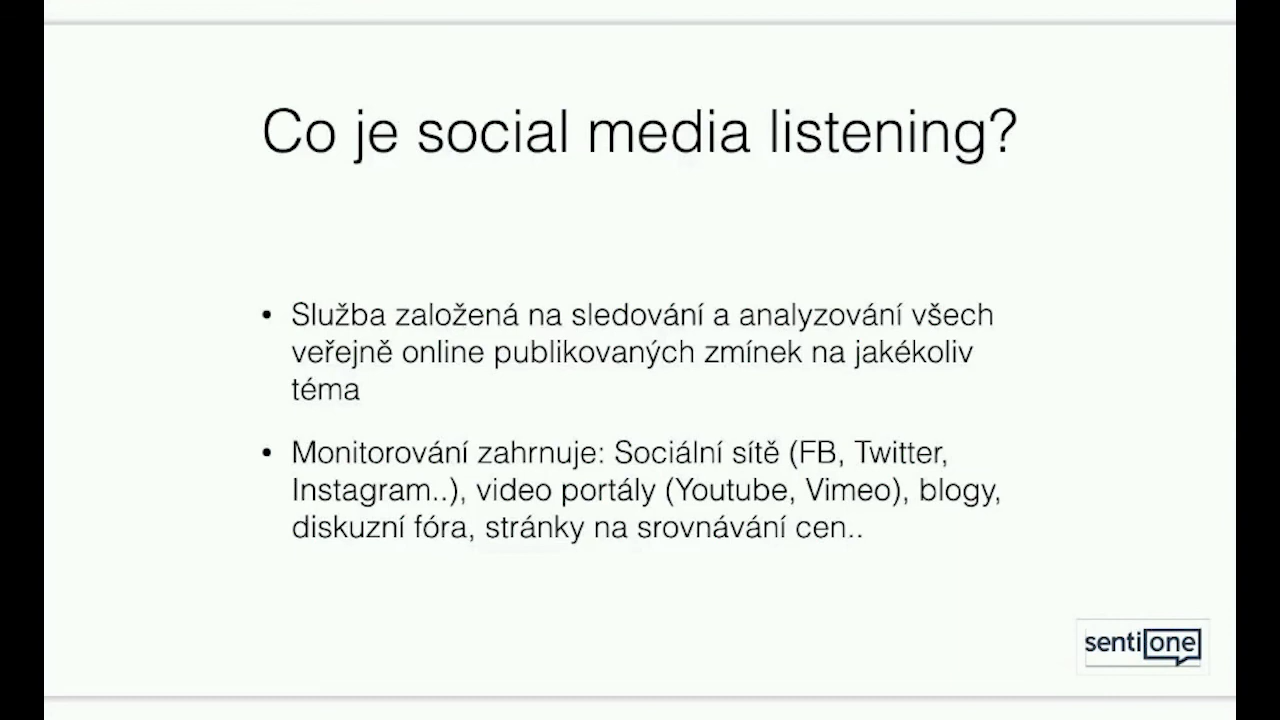 Co je social media listening?
• Služba založená na sledování a analyzování všech
veřejně online publikovaných zmínek na jakékoliv
téma
• Monitorování zahrnuje: Sociální sítě (FB, Twitter,
Instagram..), video portály (Youtube, Vimeo), blogy,
diskuzní fóra, stránky na srovnávání cen..
sentione